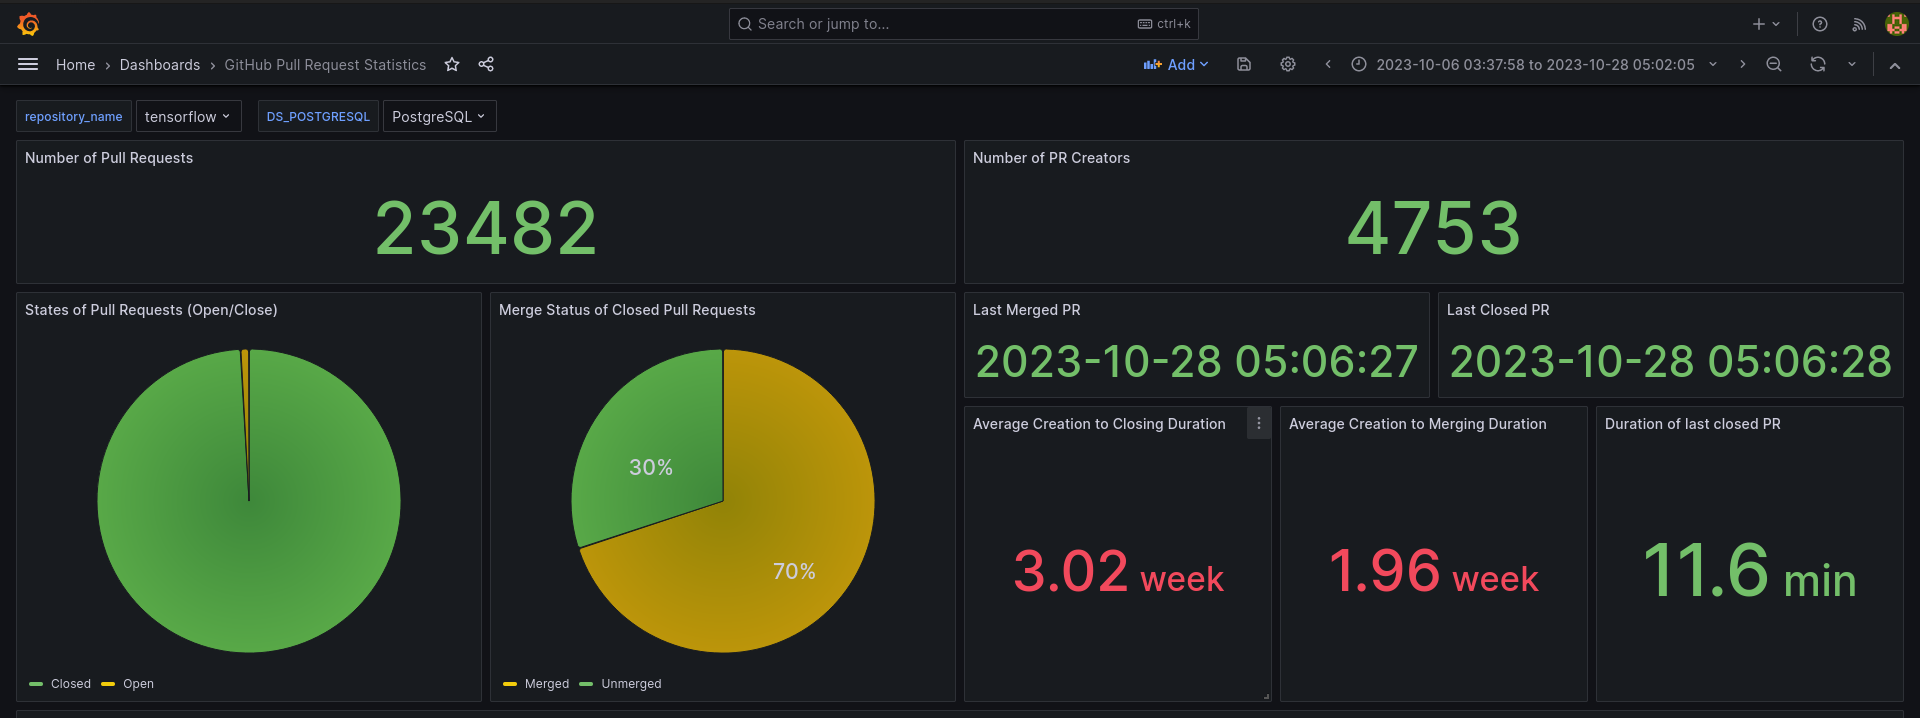 Search or jump to...
ctrl+k
Home › Dashboards › GitHub Pull Request Statistics
Add
2023-10-06 03:37:58 to 2023-10-28 05:02:05
repository_name
tensorflow
DS_POSTGRESQL
PostgreSQL
Number of Pull Requests
23482
Number of PR Creators
4753
States of Pull Requests (Open/Close)
Closed
Open
Merge Status of Closed Pull Requests
30%
70%
Merged
Unmerged
Last Merged PR
2023-10-28 05:06:27
Last Closed PR
2023-10-28 05:06:28
Average Creation to Closing Duration
3.02 week
Average Creation to Merging Duration
1.96 week
Duration of last closed PR
11.6 min